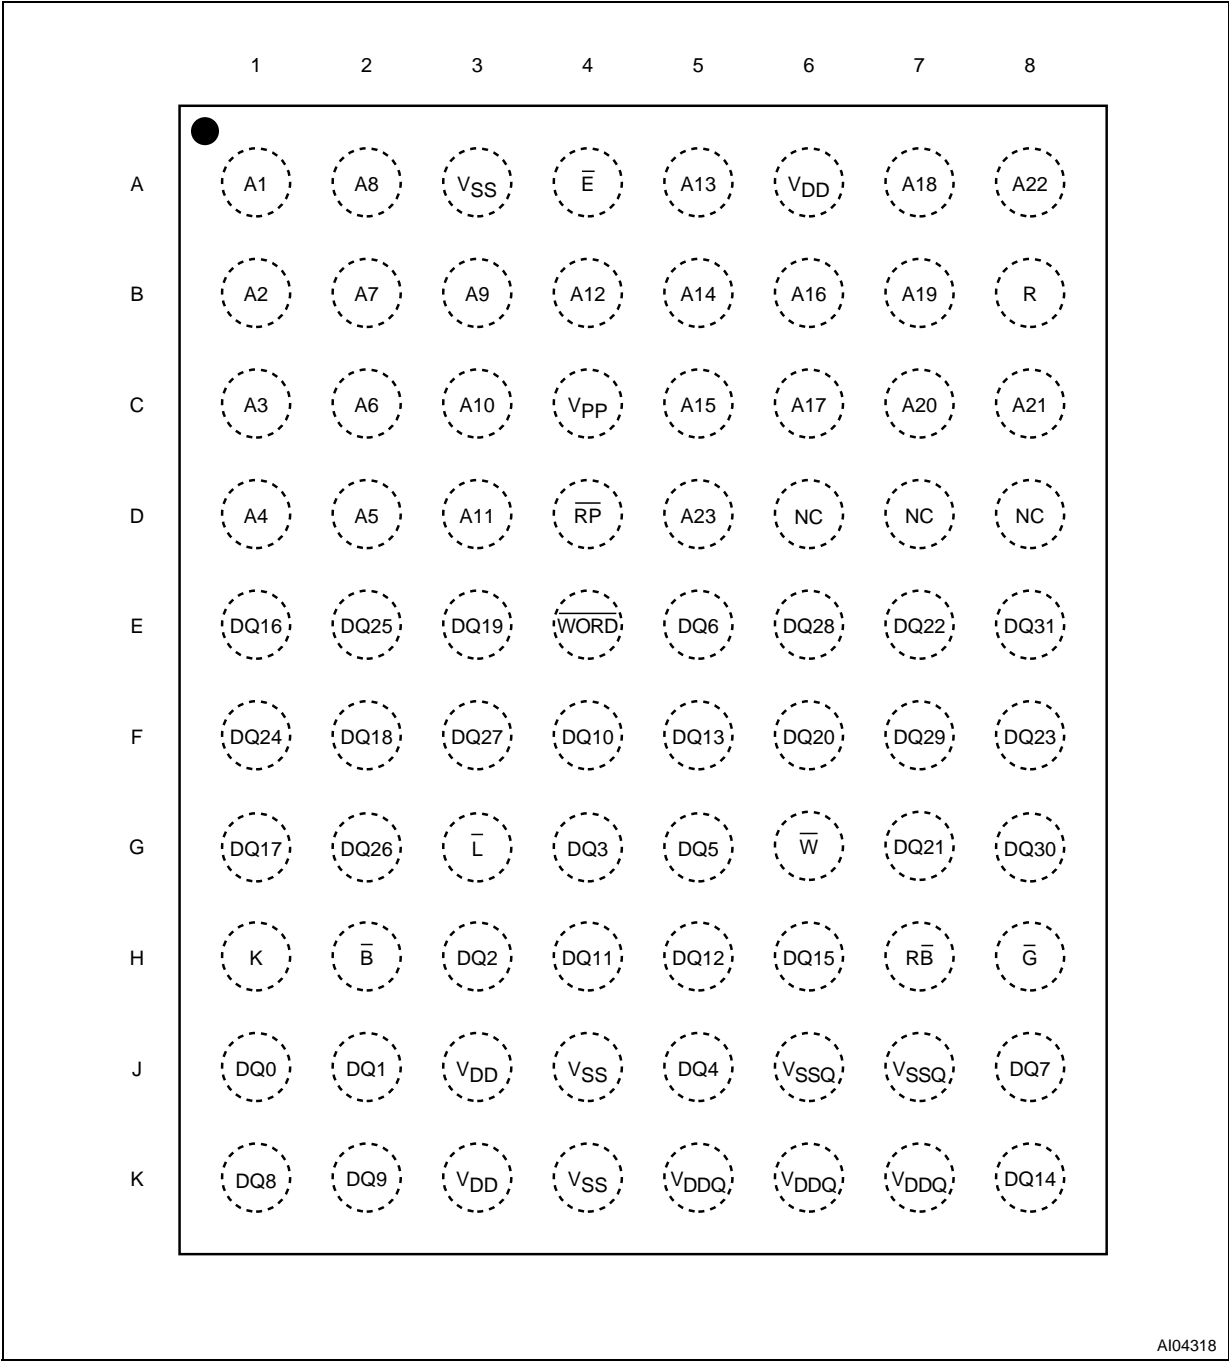 1 2 3 4 5 6 7 8
A A1 A8 VSS E̅ A13 VDD A18 A22
B A2 A7 A9 A12 A14 A16 A19 R
C A3 A6 A10 VPP A15 A17 A20 A21
D A4 A5 A11 R̅P̅ A23 NC NC NC
E DQ16 DQ25 DQ19 W̅O̅R̅D̅ DQ6 DQ28 DQ22 DQ31
F DQ24 DQ18 DQ27 DQ10 DQ13 DQ20 DQ29 DQ23
G DQ17 DQ26 L̅ DQ3 DQ5 W̅ DQ21 DQ30
H K B̅ DQ2 DQ11 DQ12 DQ15 RB̅ G̅
J DQ0 DQ1 VDD VSS DQ4 VSSQ VSSQ DQ7
K DQ8 DQ9 VDD VSS VDDQ VDDQ VDDQ DQ14
AI04318